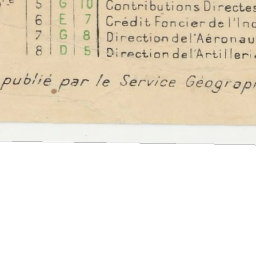 5 G 10 Contributions Directes
6 E 7 Crédit Foncier de l'Ind
7 G 8 Direction de l'Aéronau
8 D 5 Direction de l'Artillerie
publié par le Service Géograp